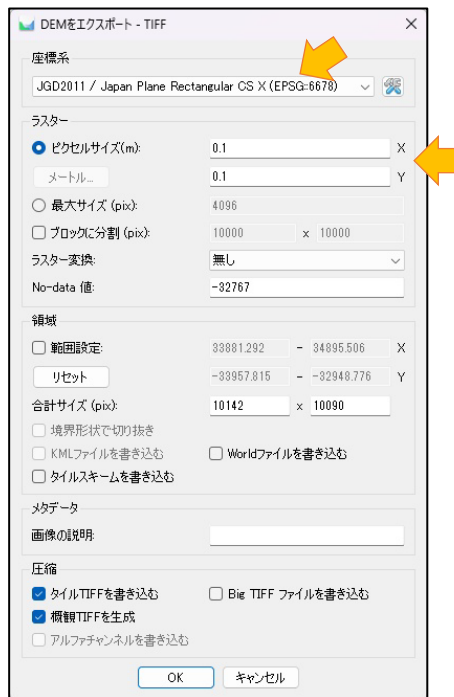 DEMをエクスポート - TIFF
座標系
JGD2011 / Japan Plane Rectangular CS X (EPSG:6678)
ラスター
ピクセルサイズ(m): 0.1 X
メートル... 0.1 Y
最大サイズ (pix): 4096
ブロックに分割 (pix): 10000 x 10000
ラスター変換: 無し
No-data 値: -32767
領域
範囲設定: 33881.292 - 34895.506 X
リセット -33957.815 - -32948.776 Y
合計サイズ (pix): 10142 x 10090
境界形状で切り抜き
KMLファイルを書き込む Worldファイルを書き込む
タイルスキームを書き込む
メタデータ
画像の説明:
圧縮
タイルTIFFを書き込む Big TIFF ファイルを書き込む
概観TIFFを生成
アルファチャンネルを書き込む
OK キャンセル